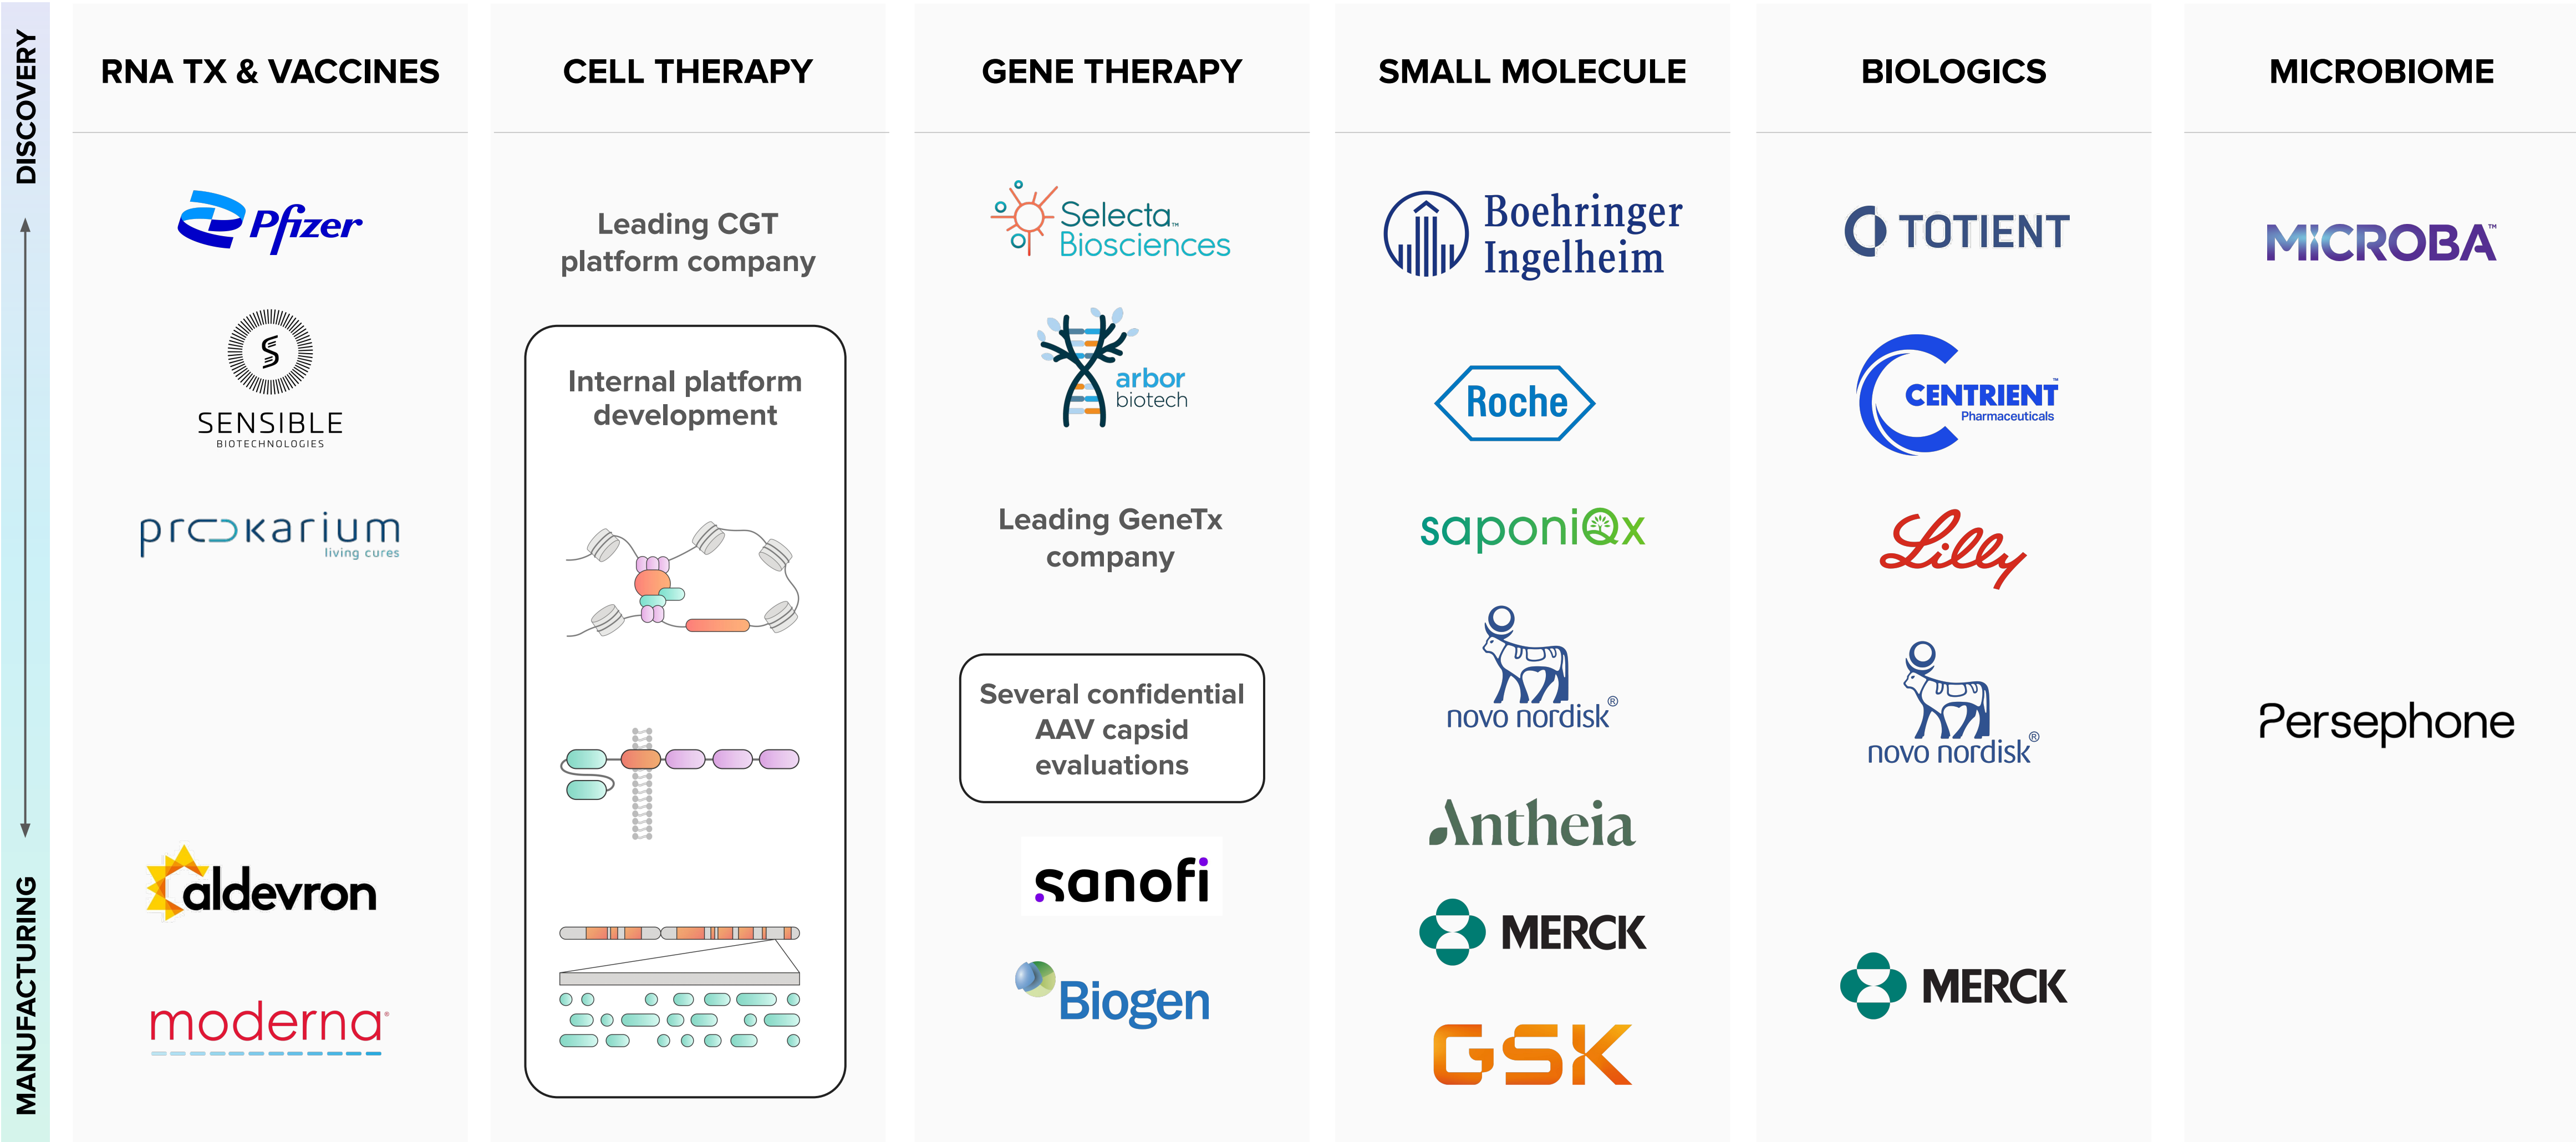 DISCOVERY
MANUFACTURING
RNA TX & VACCINES
Pfizer
SENSIBLE
BIOTECHNOLOGIES
prokarium
living cures
aldevron
moderna®
CELL THERAPY
Leading CGT
platform company
Internal platform
development
GENE THERAPY
Selecta™
Biosciences
arbor
biotech
Leading GeneTx
company
Several confidential
AAV capsid
evaluations
sanofi
Biogen
SMALL MOLECULE
Boehringer
Ingelheim
Roche
saponiQx
novo nordisk®
Antheia
MERCK
GSK
BIOLOGICS
TOTIENT
CENTRIENT™
Pharmaceuticals
Lilly
novo nordisk®
MERCK
MICROBIOME
MICROBA™
Persephone